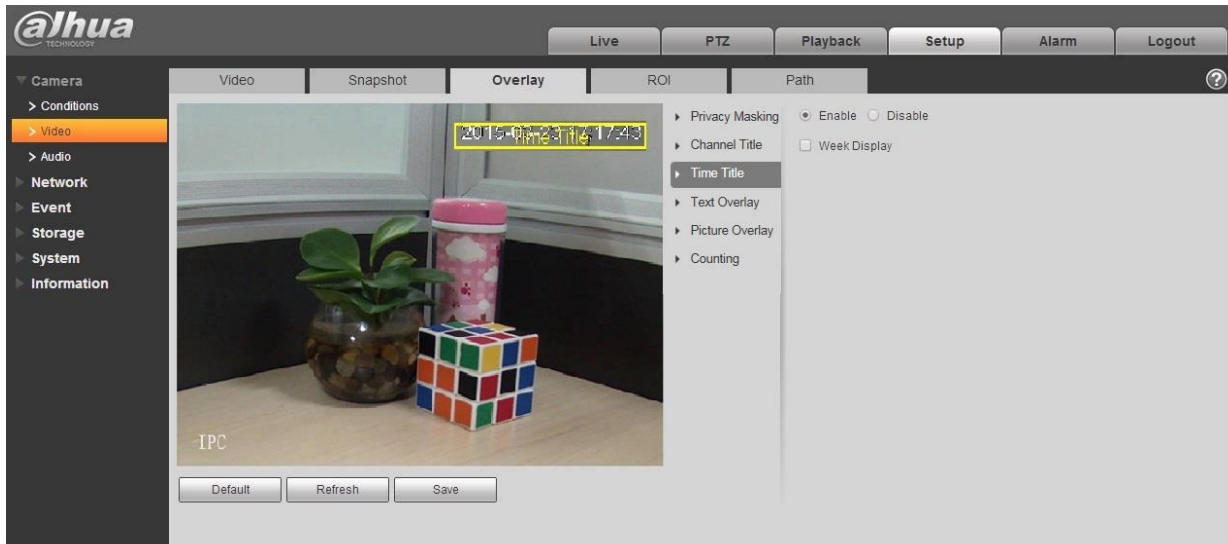 alhua
TECHNOLOGY
Live
PTZ
Playback
Setup
Alarm
Logout
Camera
> Conditions
> Video
> Audio
Network
Event
Storage
System
Information
Video
Snapshot
Overlay
ROI
Path
?
Time Title
IPC
Privacy Masking
Channel Title
Time Title
Text Overlay
Picture Overlay
Counting
Enable
Disable
Week Display
Default
Refresh
Save